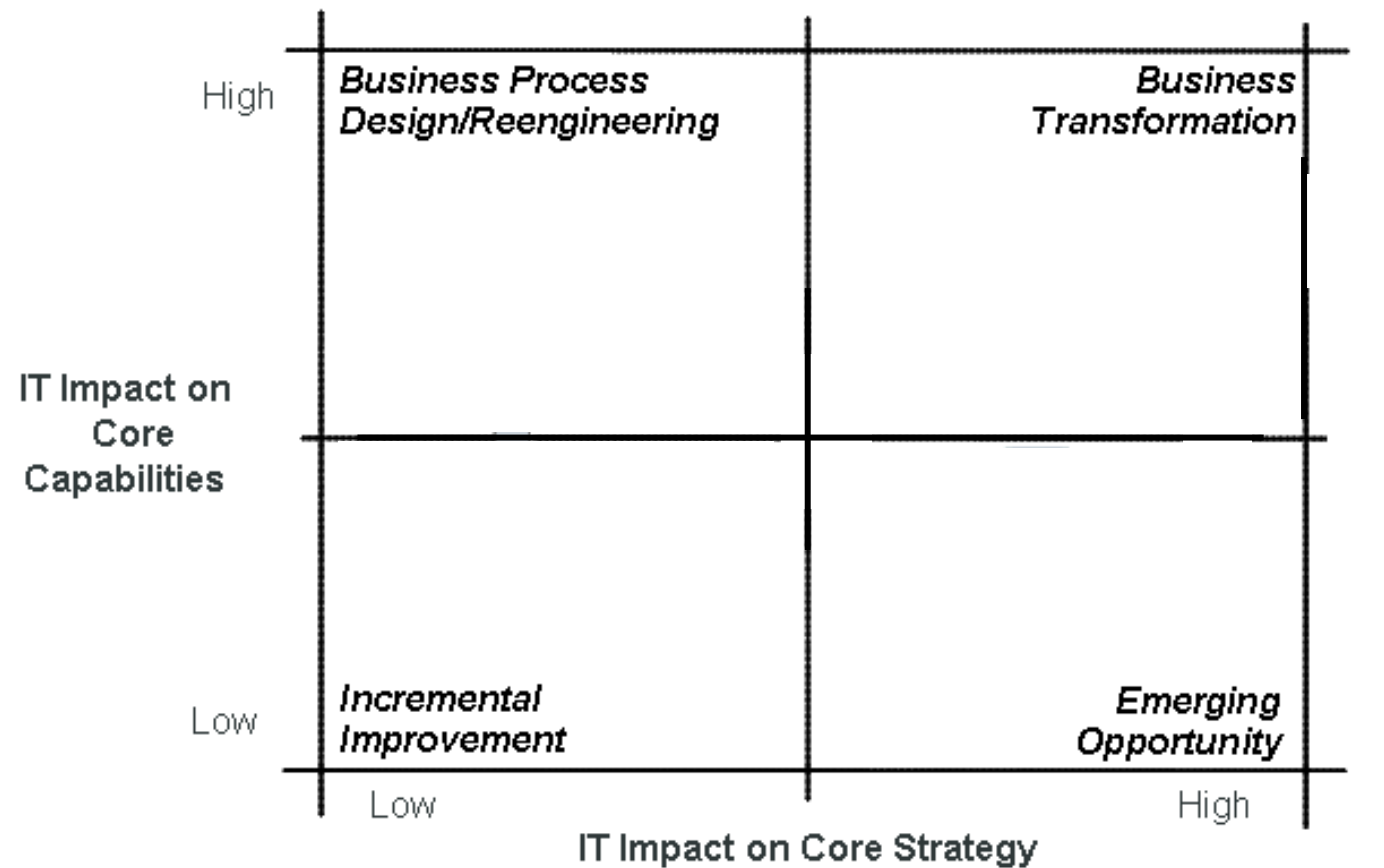 High
Business Process
Design/Reengineering
Business
Transformation
IT Impact on
Core
Capabilities
Low
Incremental
Improvement
Emerging
Opportunity
Low
High
IT Impact on Core Strategy